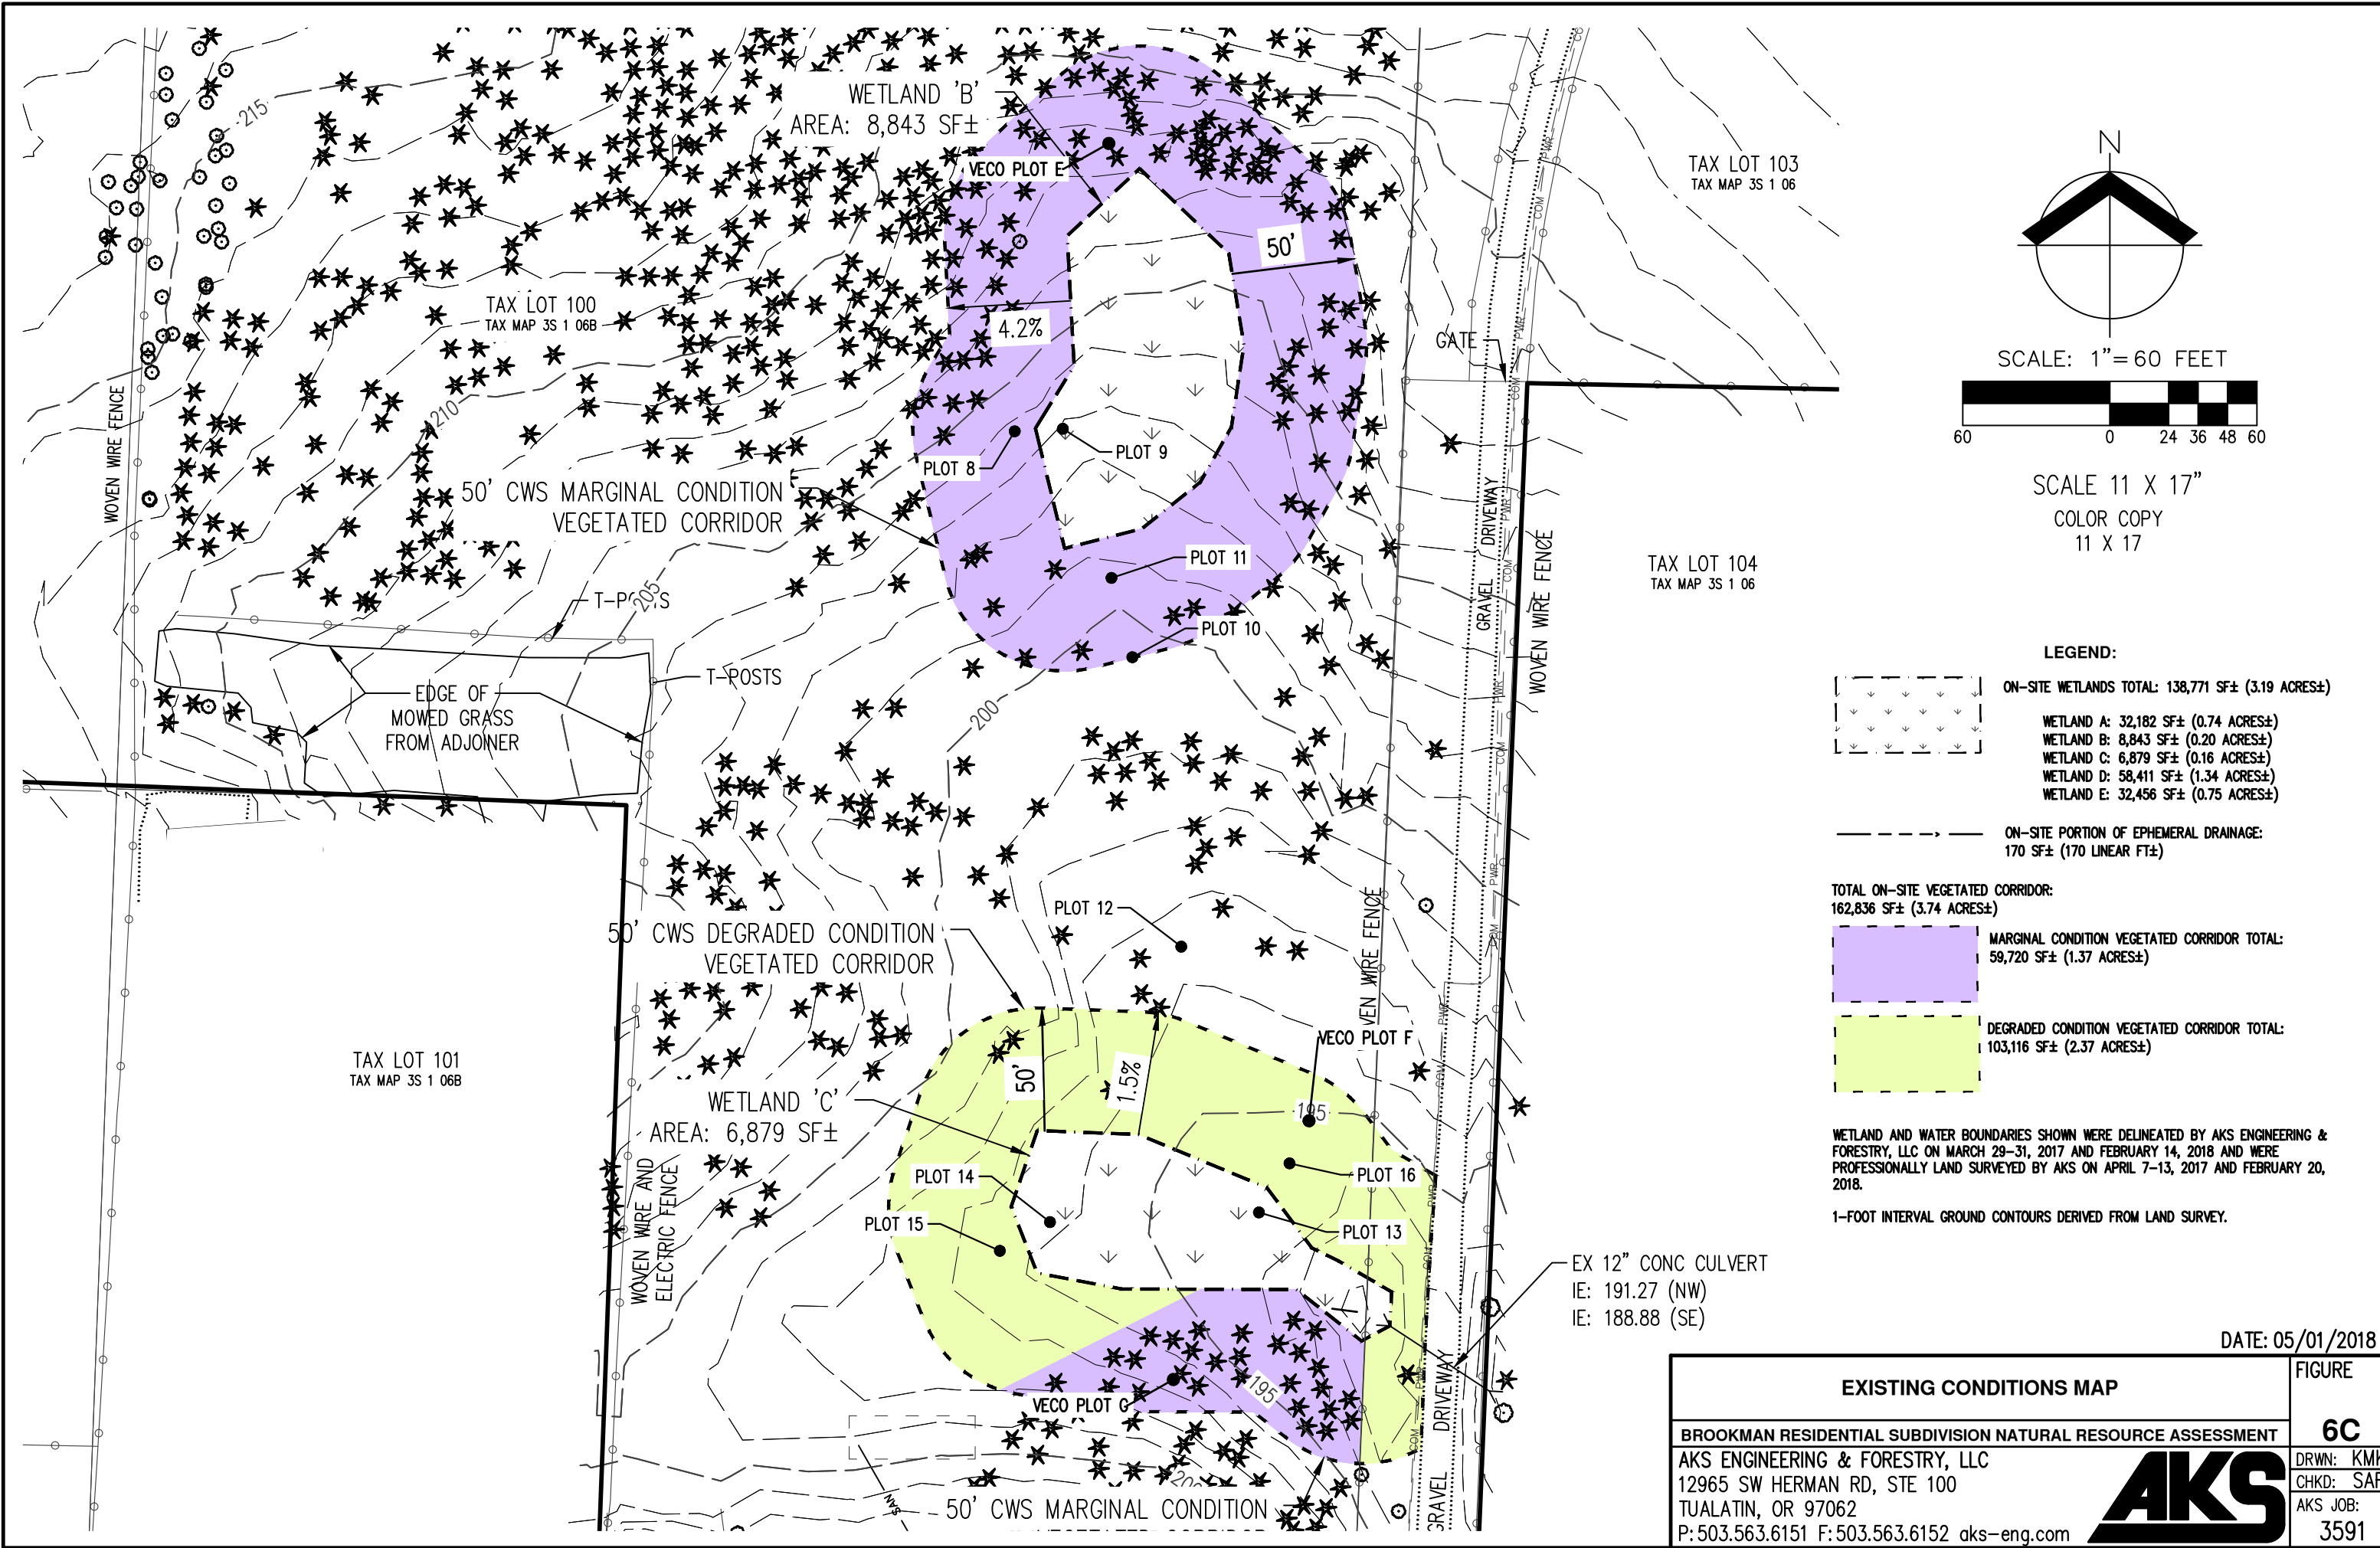 WETLAND 'B'
AREA: 8,843 SF±
VECO PLOT E
215
TAX LOT 103
TAX MAP 3S 1 06
N
50'
TAX LOT 100
TAX MAP 3S 1 06B
4.2%
GATE
SCALE: 1"=60 FEET
60 0 24 36 48 60
WOVEN WIRE FENCE
210
PLOT 9
PLOT 8
50' CWS MARGINAL CONDITION
VEGETATED CORRIDOR
SCALE 11 X 17"
COLOR COPY
11 X 17
GRAVEL DRIVEWAY
WOVEN WIRE FENCE
PLOT 11
TAX LOT 104
TAX MAP 3S 1 06
205
PLOT 10
T-POSTS
EDGE OF
MOWED GRASS
FROM ADJOINER
200
LEGEND:
ON-SITE WETLANDS TOTAL: 138,771 SF± (3.19 ACRES±)
WETLAND A: 32,182 SF± (0.74 ACRES±)
WETLAND B: 8,843 SF± (0.20 ACRES±)
WETLAND C: 6,879 SF± (0.16 ACRES±)
WETLAND D: 58,411 SF± (1.34 ACRES±)
WETLAND E: 32,456 SF± (0.75 ACRES±)
ON-SITE PORTION OF EPHEMERAL DRAINAGE:
170 SF± (170 LINEAR FT±)
TOTAL ON-SITE VEGETATED CORRIDOR:
162,836 SF± (3.74 ACRES±)
MARGINAL CONDITION VEGETATED CORRIDOR TOTAL:
59,720 SF± (1.37 ACRES±)
DEGRADED CONDITION VEGETATED CORRIDOR TOTAL:
103,116 SF± (2.37 ACRES±)
WETLAND AND WATER BOUNDARIES SHOWN WERE DELINEATED BY AKS ENGINEERING &
FORESTRY, LLC ON MARCH 29-31, 2017 AND FEBRUARY 14, 2018 AND WERE
PROFESSIONALLY LAND SURVEYED BY AKS ON APRIL 7-13, 2017 AND FEBRUARY 20,
2018.
1-FOOT INTERVAL GROUND CONTOURS DERIVED FROM LAND SURVEY.
PLOT 12
50' CWS DEGRADED CONDITION
VEGETATED CORRIDOR
WIRE FENCE
VECO PLOT F
TAX LOT 101
TAX MAP 3S 1 06B
50'
1.5%
195
WETLAND 'C'
AREA: 6,879 SF±
PLOT 14
PLOT 16
PLOT 15
PLOT 13
WOVEN WIRE AND
ELECTRIC FENCE
EX 12" CONC CULVERT
IE: 191.27 (NW)
IE: 188.88 (SE)
195
VECO PLOT G
GRAVEL DRIVEWAY
200
SAN
50' CWS MARGINAL CONDITION
PWR
COM
DATE: 05/01/2018
EXISTING CONDITIONS MAP
FIGURE
6C
BROOKMAN RESIDENTIAL SUBDIVISION NATURAL RESOURCE ASSESSMENT
AKS ENGINEERING & FORESTRY, LLC
12965 SW HERMAN RD, STE 100
TUALATIN, OR 97062
P:503.563.6151 F:503.563.6152 aks-eng.com
AKS
DRWN:
CHKD:
AKS JOB:
3591